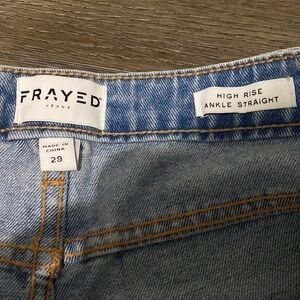 FRAYED
JEANS
HIGH RISE
ANKLE STRAIGHT
MADE IN
CHINA
29